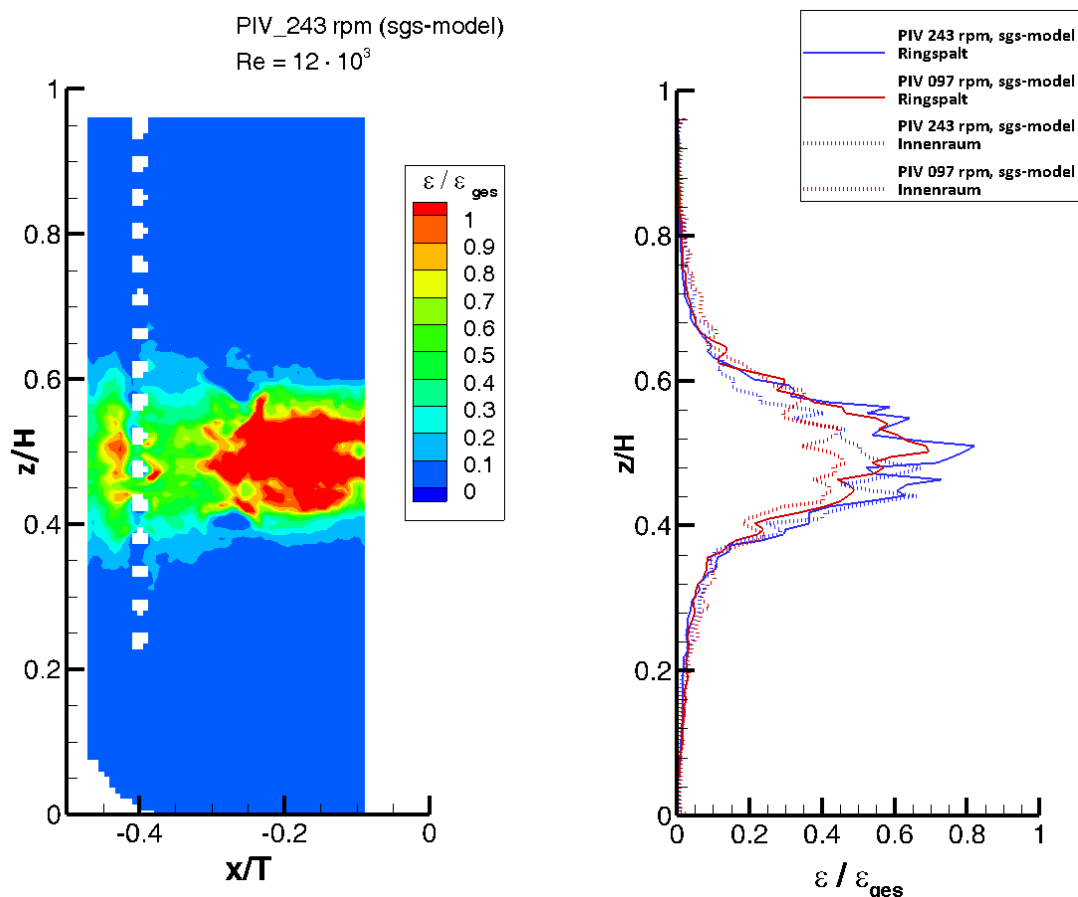 PIV_243 rpm (sgs-model)
Re = 12 · 10³
1
0.8
0.6
0.4
0.2
0
z/H
-0.4
-0.2
0
x/T
ε / ε ges
1
0.9
0.8
0.7
0.6
0.5
0.4
0.3
0.2
0.1
0
PIV 243 rpm, sgs-model
Ringspalt
PIV 097 rpm, sgs-model
Ringspalt
PIV 243 rpm, sgs-model
Innenraum
PIV 097 rpm, sgs-model
Innenraum
1
0.8
0.6
0.4
0.2
0
z/H
0
0.2
0.4
0.6
0.8
1
ε / ε ges